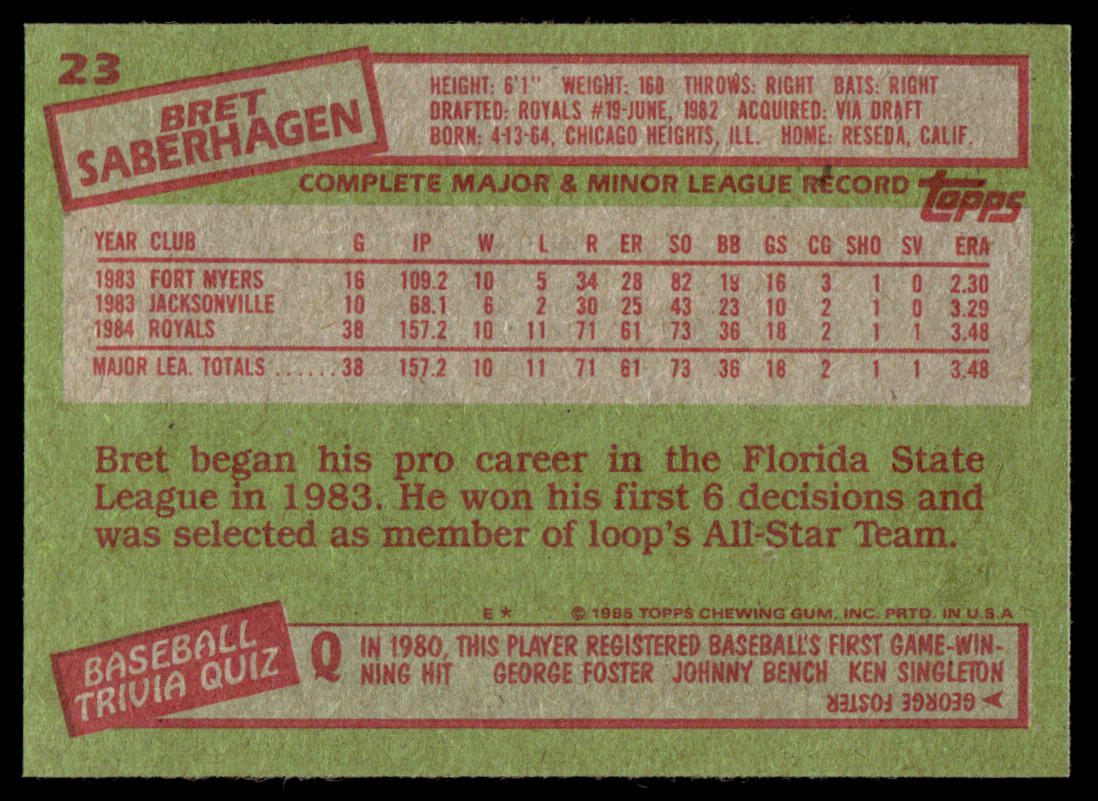 23
BRET
SABERHAGEN
HEIGHT: 6'1" WEIGHT: 160 THROWS: RIGHT BATS: RIGHT
DRAFTED: ROYALS #19-JUNE, 1982 ACQUIRED: VIA DRAFT
BORN: 4-13-64, CHICAGO HEIGHTS, ILL. HOME: RESEDA, CALIF.
COMPLETE MAJOR & MINOR LEAGUE RECORD topps
YEAR CLUB G IP W L R ER SO BB GS CG SHO SV ERA
1983 FORT MYERS 16 109.2 10 5 34 28 82 19 16 3 1 0 2.30
1983 JACKSONVILLE 10 68.1 6 2 30 25 43 23 10 2 1 0 3.29
1984 ROYALS 38 157.2 10 11 71 61 73 36 18 2 1 1 3.48
MAJOR LEA. TOTALS ......38 157.2 10 11 71 61 73 36 18 2 1 1 3.48
Bret began his pro career in the Florida State
League in 1983. He won his first 6 decisions and
was selected as member of loop's All-Star Team.
E * © 1985 TOPPS CHEWING GUM, INC. PRTD. IN U.S.A
BASEBALL
TRIVIA QUIZ
Q IN 1980, THIS PLAYER REGISTERED BASEBALL'S FIRST GAME-WIN-
NING HIT GEORGE FOSTER JOHNNY BENCH KEN SINGLETON
GEORGE FOSTER